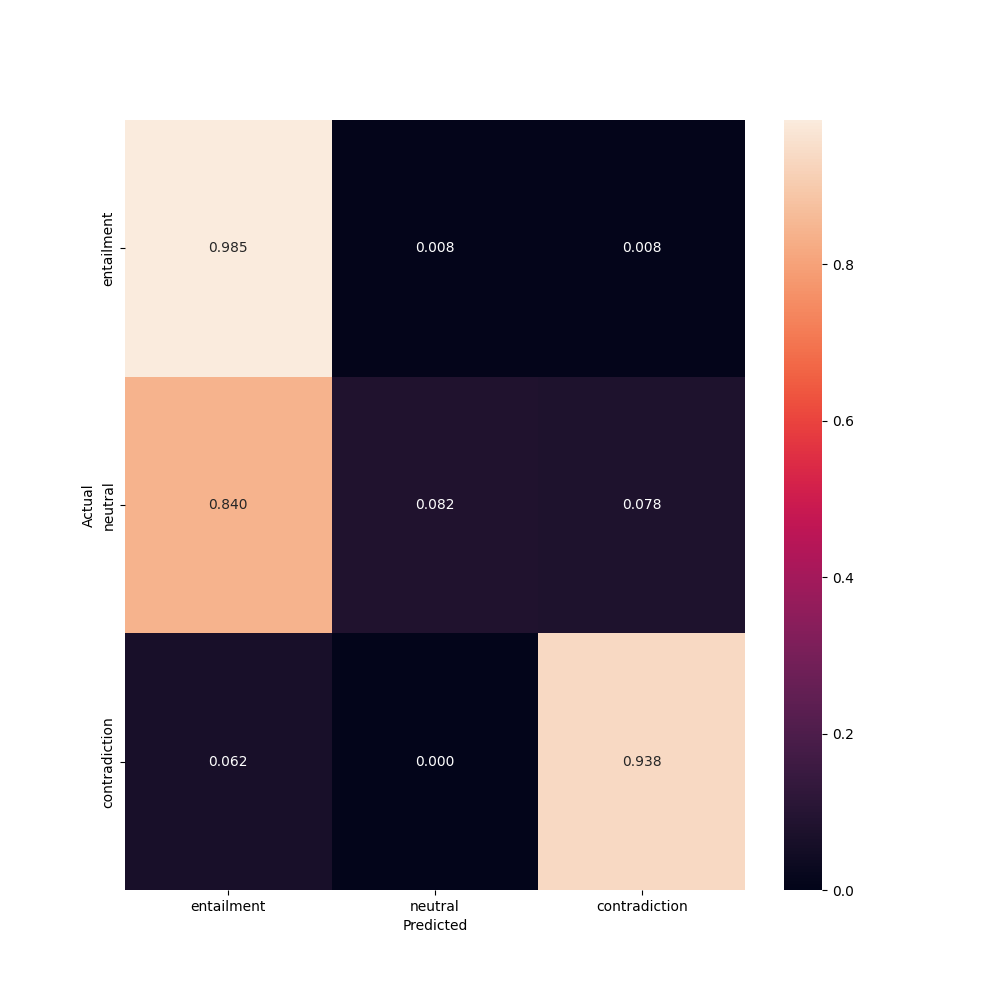 entailment
0.985
0.008
0.008
0.8
0.6
Actual
neutral
0.840
0.082
0.078
0.4
contradiction
0.062
0.000
0.938
0.2
0.0
entailment
neutral
contradiction
Predicted